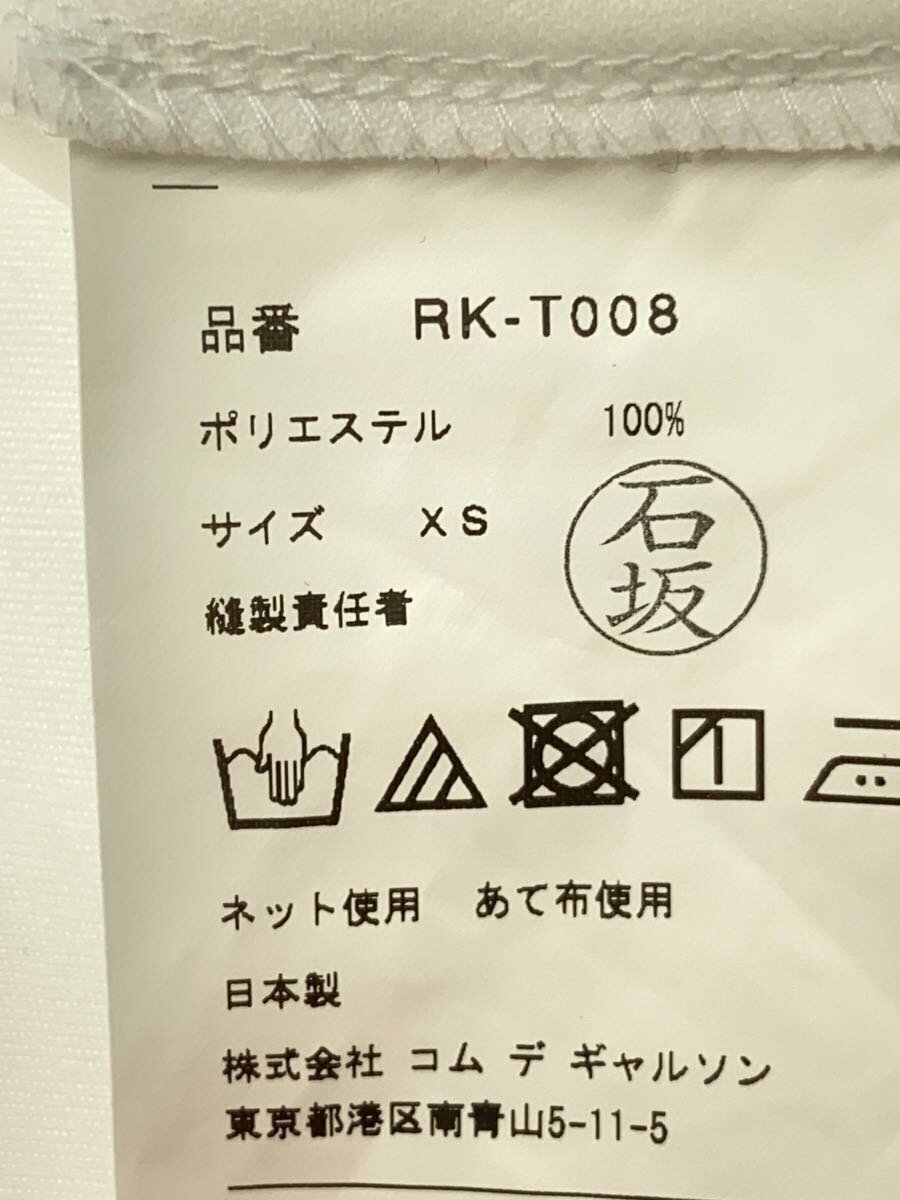 品番 RK-T008
ポリエステル 100%
サイズ XS
縫製責任者 石坂
ネット使用 あて布使用
日本製
株式会社 コム デ ギャルソン
東京都港区南青山5-11-5